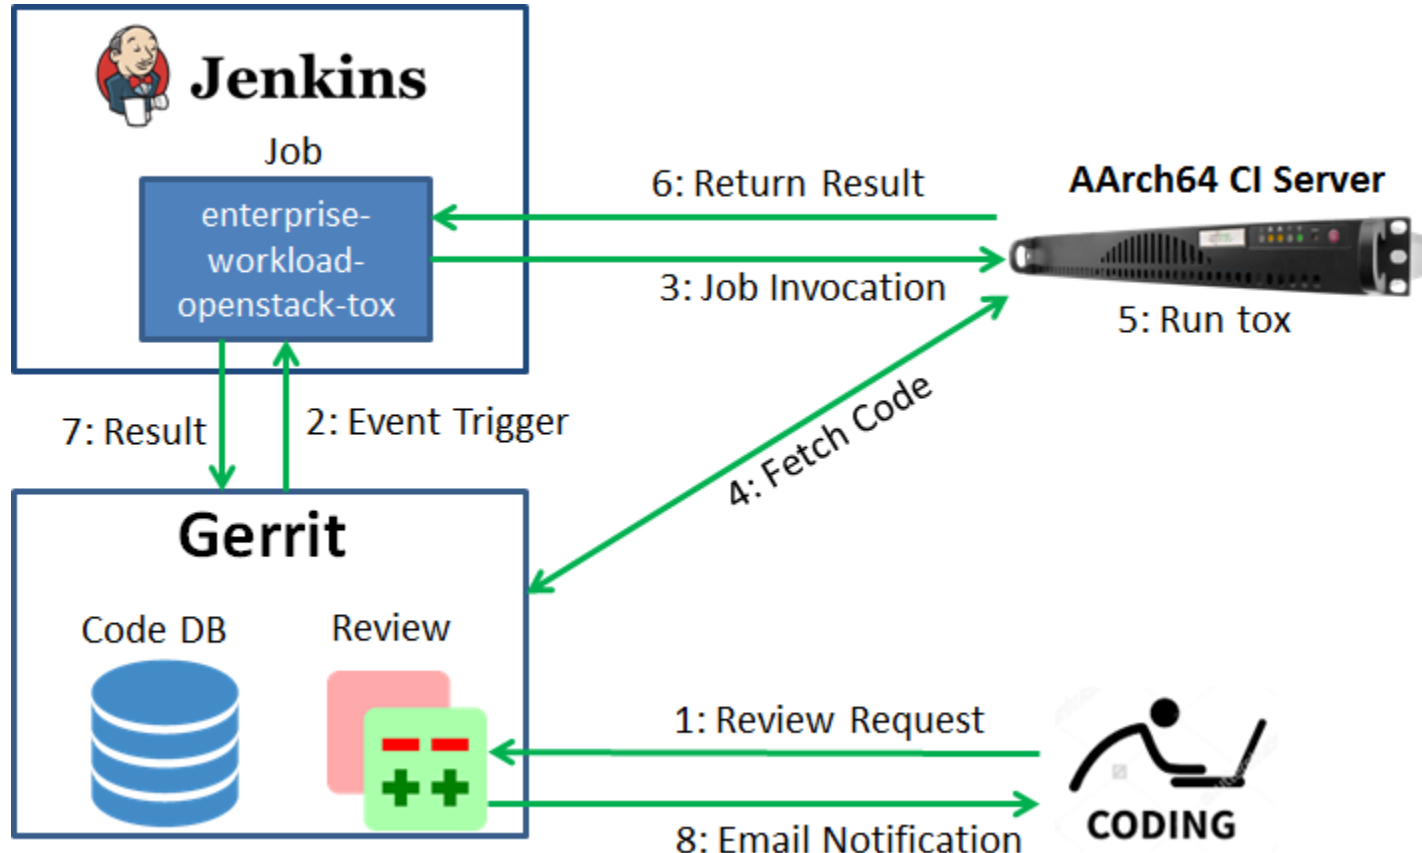 Jenkins
Job
enterprise-
workload-
openstack-tox
6: Return Result
3: Job Invocation
AArch64 CI Server
5: Run tox
7: Result
2: Event Trigger
4: Fetch Code
Gerrit
Code DB
Review
1: Review Request
8: Email Notification
CODING